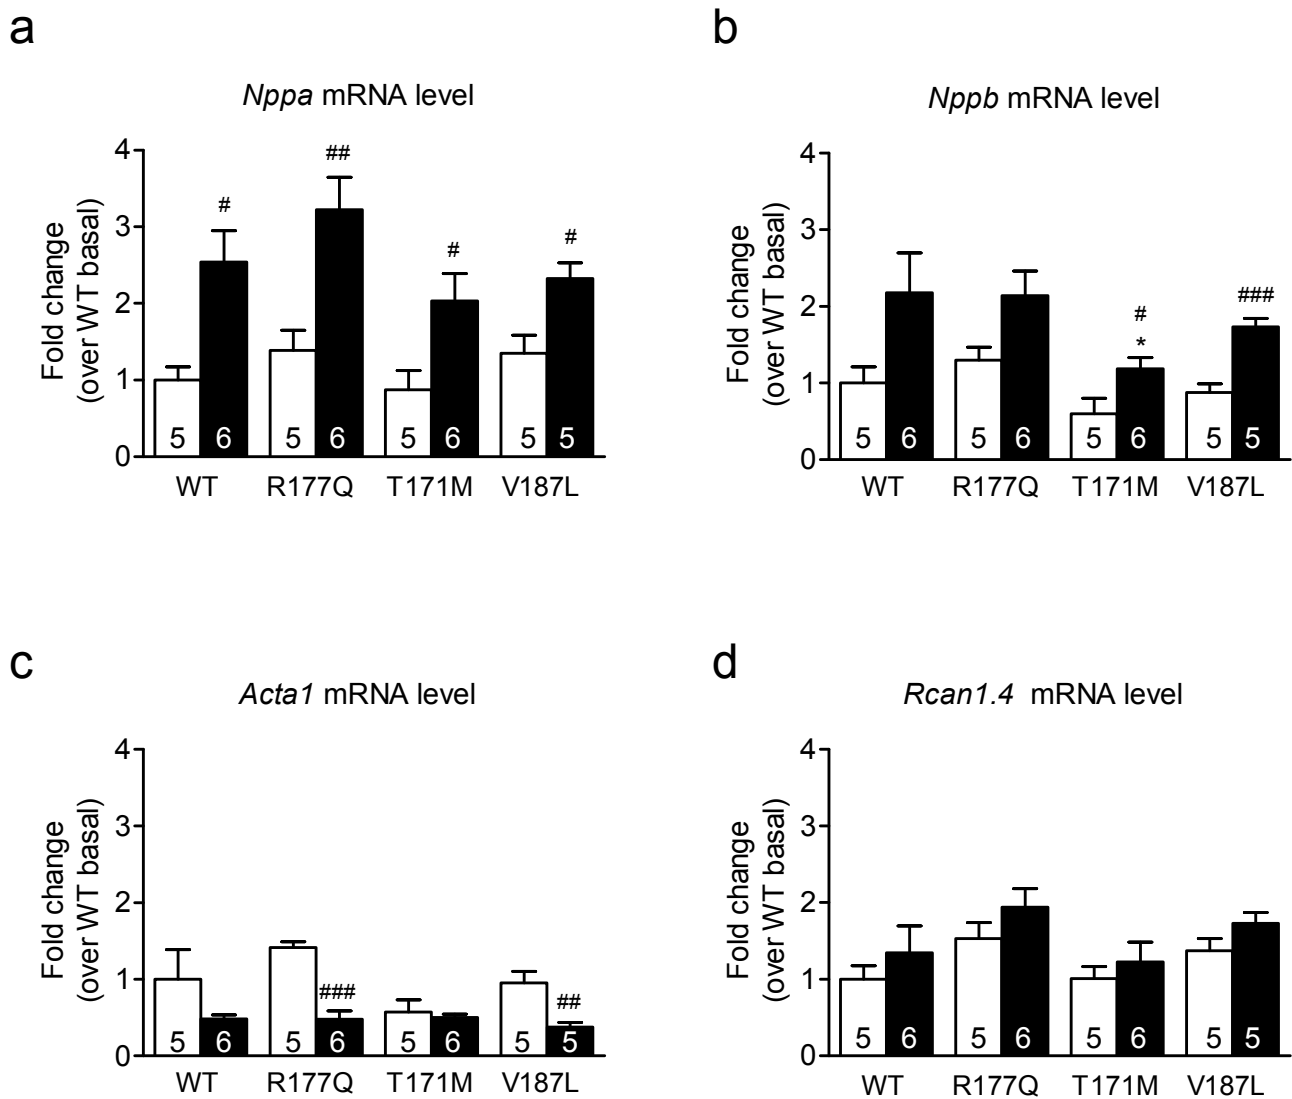 a
Nppa mRNA level
Fold change
(over WT basal)
4
3
2
1
0
#
##
#
#
5 6 5 6 5 6 5 5
WT R177Q T171M V187L
b
Nppb mRNA level
Fold change
(over WT basal)
4
3
2
1
0
#
*
###
5 6 5 6 5 6 5 5
WT R177Q T171M V187L
c
Acta1 mRNA level
Fold change
(over WT basal)
4
3
2
1
0
###
##
5 6 5 6 5 6 5 5
WT R177Q T171M V187L
d
Rcan1.4 mRNA level
Fold change
(over WT basal)
4
3
2
1
0
5 6 5 6 5 6 5 5
WT R177Q T171M V187L